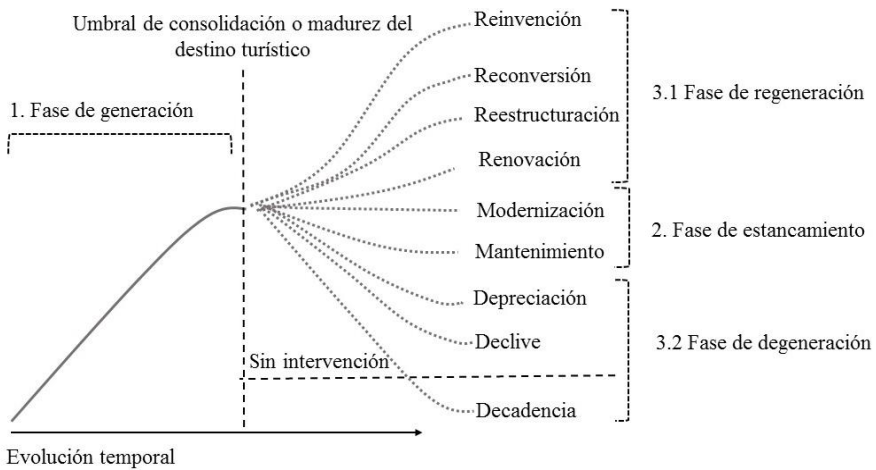 Umbral de consolidación o madurez del
destino turístico
1. Fase de generación
Reinvención
Reconversión
Reestructuración
Renovación
Modernización
Mantenimiento
Depreciación
Declive
Decadencia
3.1 Fase de regeneración
2. Fase de estancamiento
3.2 Fase de degeneración
Sin intervención
Evolución temporal